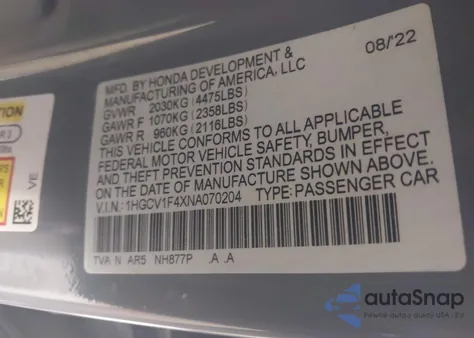 08/22
MFD. BY HONDA DEVELOPMENT &
MANUFACTURING OF AMERICA, LLC
GVWR 2030KG (4475LBS)
GAWR F 1070KG (2358LBS)
GAWR R 960KG (2116LBS)
THIS VEHICLE CONFORMS TO ALL APPLICABLE
FEDERAL MOTOR VEHICLE SAFETY, BUMPER,
AND THEFT PREVENTION STANDARDS IN EFFECT
ON THE DATE OF MANUFACTURE SHOWN ABOVE.
V.I.N.: 1HGCV1F4XNA070204 TYPE: PASSENGER CAR
TVA N AR5 NH877P .A .A
VE
autoSnap